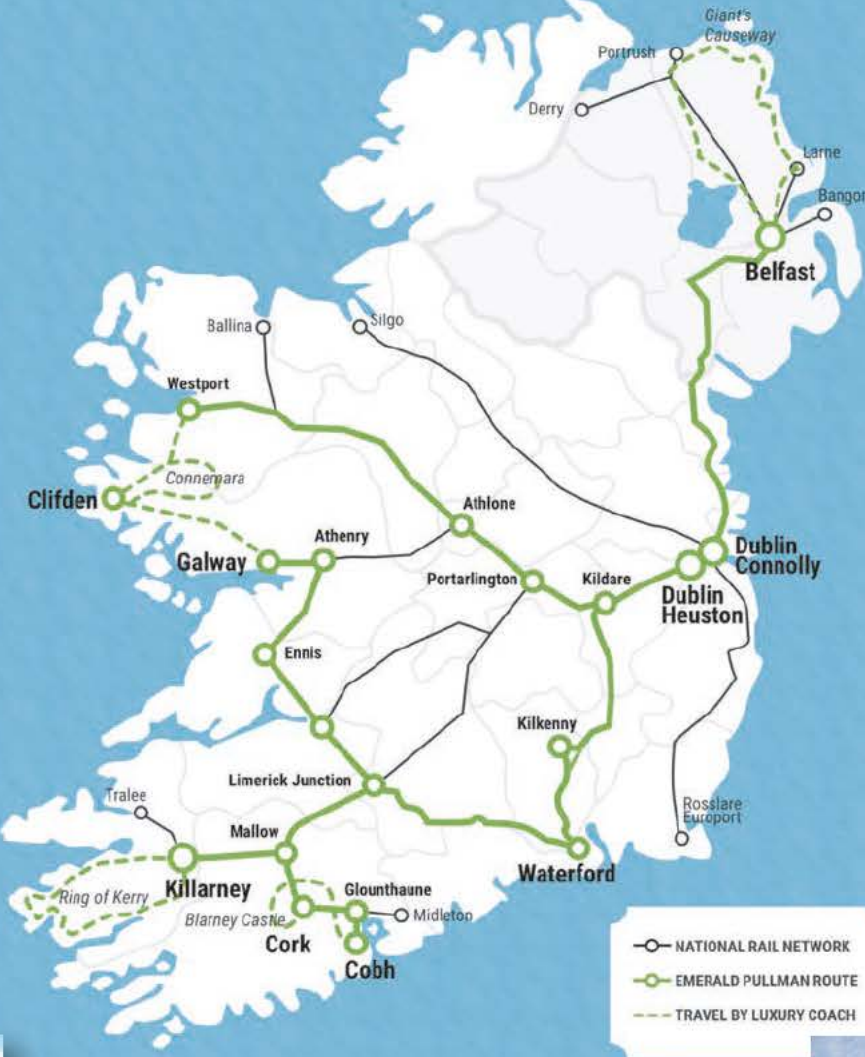 Giant's
Causeway
Portrush
Derry
Larne
Bangor
Belfast
Ballina
Silgo
Westport
Connemara
Clifden
Athlone
Athenry
Galway
Portarlington
Kildare
Dublin
Connolly
Dublin
Heuston
Ennis
Kilkenny
Limerick Junction
Tralee
Mallow
Rosslare
Europort
Waterford
Killarney
Ring of Kerry
Glounthaune
Blarney Castle
Midleton
Cork
Cobh
NATIONAL RAIL NETWORK
EMERALD PULLMAN ROUTE
TRAVEL BY LUXURY COACH